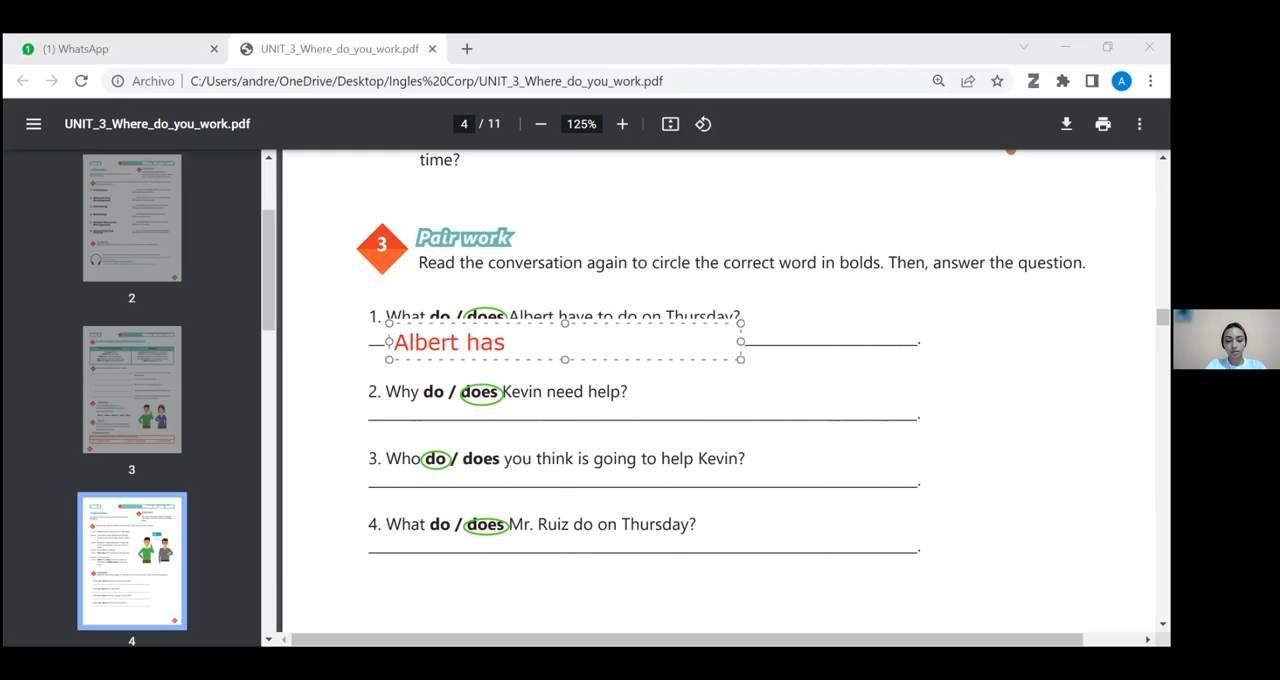 (1) WhatsApp
UNIT_3_Where_do_you_work.pdf
Archivo
C:/Users/andre/OneDrive/Desktop/Ingles%20Corp/UNIT_3_Where_do_you_work.pdf
A
UNIT_3_Where_do_you_work.pdf
4 / 11
125%
2
3
4
time?
3
Pair work
Read the conversation again to circle the correct word in bolds. Then, answer the question.
1. What do / does Albert have to do on Thursday?
Albert has
2. Why do / does Kevin need help?
3. Who do / does you think is going to help Kevin?
4. What do / does Mr. Ruiz do on Thursday?